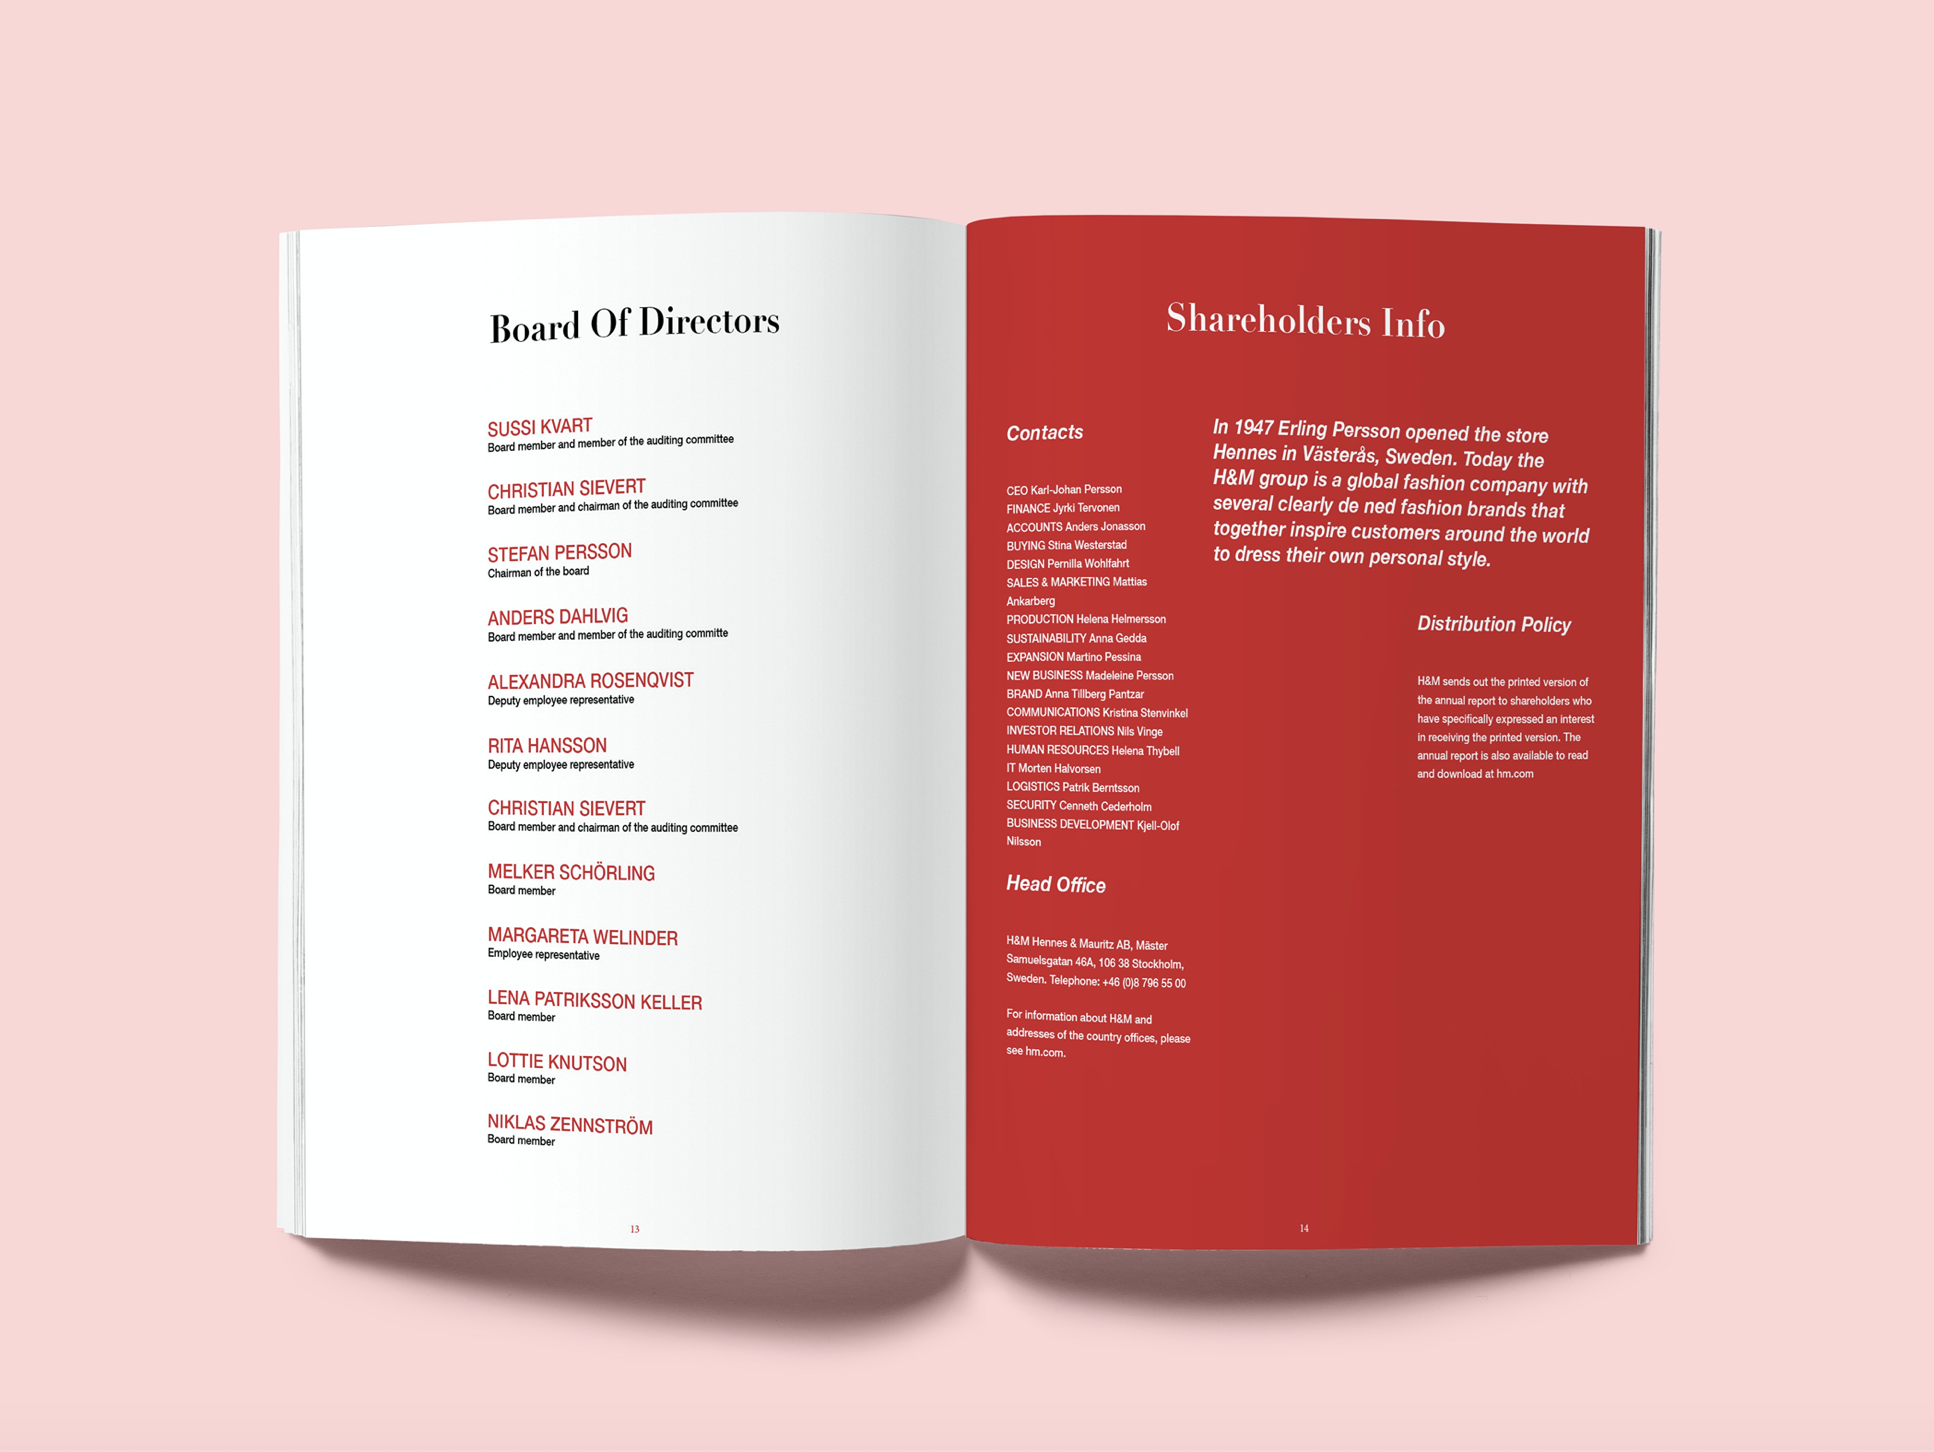 Board Of Directors
SUSSI KVART
Board member and member of the auditing committee
CHRISTIAN SIEVERT
Board member and chairman of the auditing committee
STEFAN PERSSON
Chairman of the board
ANDERS DAHLVIG
Board member and member of the auditing committe
ALEXANDRA ROSENQVIST
Deputy employee representative
RITA HANSSON
Deputy employee representative
CHRISTIAN SIEVERT
Board member and chairman of the auditing committee
MELKER SCHÖRLING
Board member
MARGARETA WELINDER
Employee representative
LENA PATRIKSSON KELLER
Board member
LOTTIE KNUTSON
Board member
NIKLAS ZENNSTRÖM
Board member
13
Shareholders Info
Contacts
CEO Karl-Johan Persson
FINANCE Jyrki Tervonen
ACCOUNTS Anders Jonasson
BUYING Stina Westerstad
DESIGN Pernilla Wohlfahrt
SALES & MARKETING Mattias
Ankarberg
PRODUCTION Helena Helmersson
SUSTAINABILITY Anna Gedda
EXPANSION Martino Pessina
NEW BUSINESS Madeleine Persson
BRAND Anna Tillberg Pantzar
COMMUNICATIONS Kristina Stenvinkel
INVESTOR RELATIONS Nils Vinge
HUMAN RESOURCES Helena Thybell
IT Morten Halvorsen
LOGISTICS Patrik Berntsson
SECURITY Cenneth Cederholm
BUSINESS DEVELOPMENT Kjell-Olof
Nilsson
Head Office
H&M Hennes & Mauritz AB, Mäster
Samuelsgatan 46A, 106 38 Stockholm,
Sweden. Telephone: +46 (0)8 796 55 00
For information about H&M and
addresses of the country offices, please
see hm.com.
In 1947 Erling Persson opened the store
Hennes in Västerås, Sweden. Today the
H&M group is a global fashion company with
several clearly de ned fashion brands that
together inspire customers around the world
to dress their own personal style.
Distribution Policy
H&M sends out the printed version of
the annual report to shareholders who
have specifically expressed an interest
in receiving the printed version. The
annual report is also available to read
and download at hm.com
14